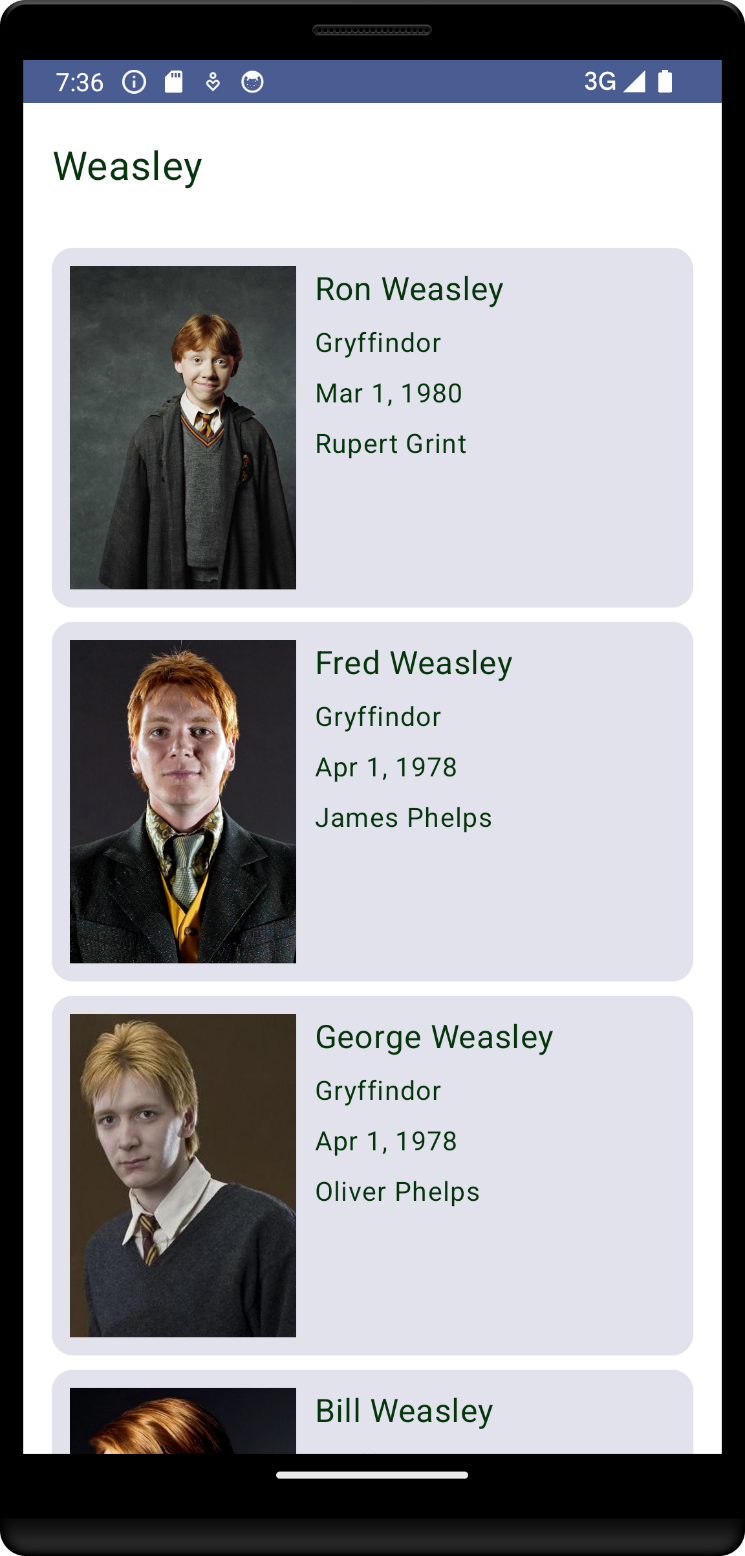 7:36
3G
Weasley
Ron Weasley
Gryffindor
Mar 1, 1980
Rupert Grint
Fred Weasley
Gryffindor
Apr 1, 1978
James Phelps
George Weasley
Gryffindor
Apr 1, 1978
Oliver Phelps
Bill Weasley